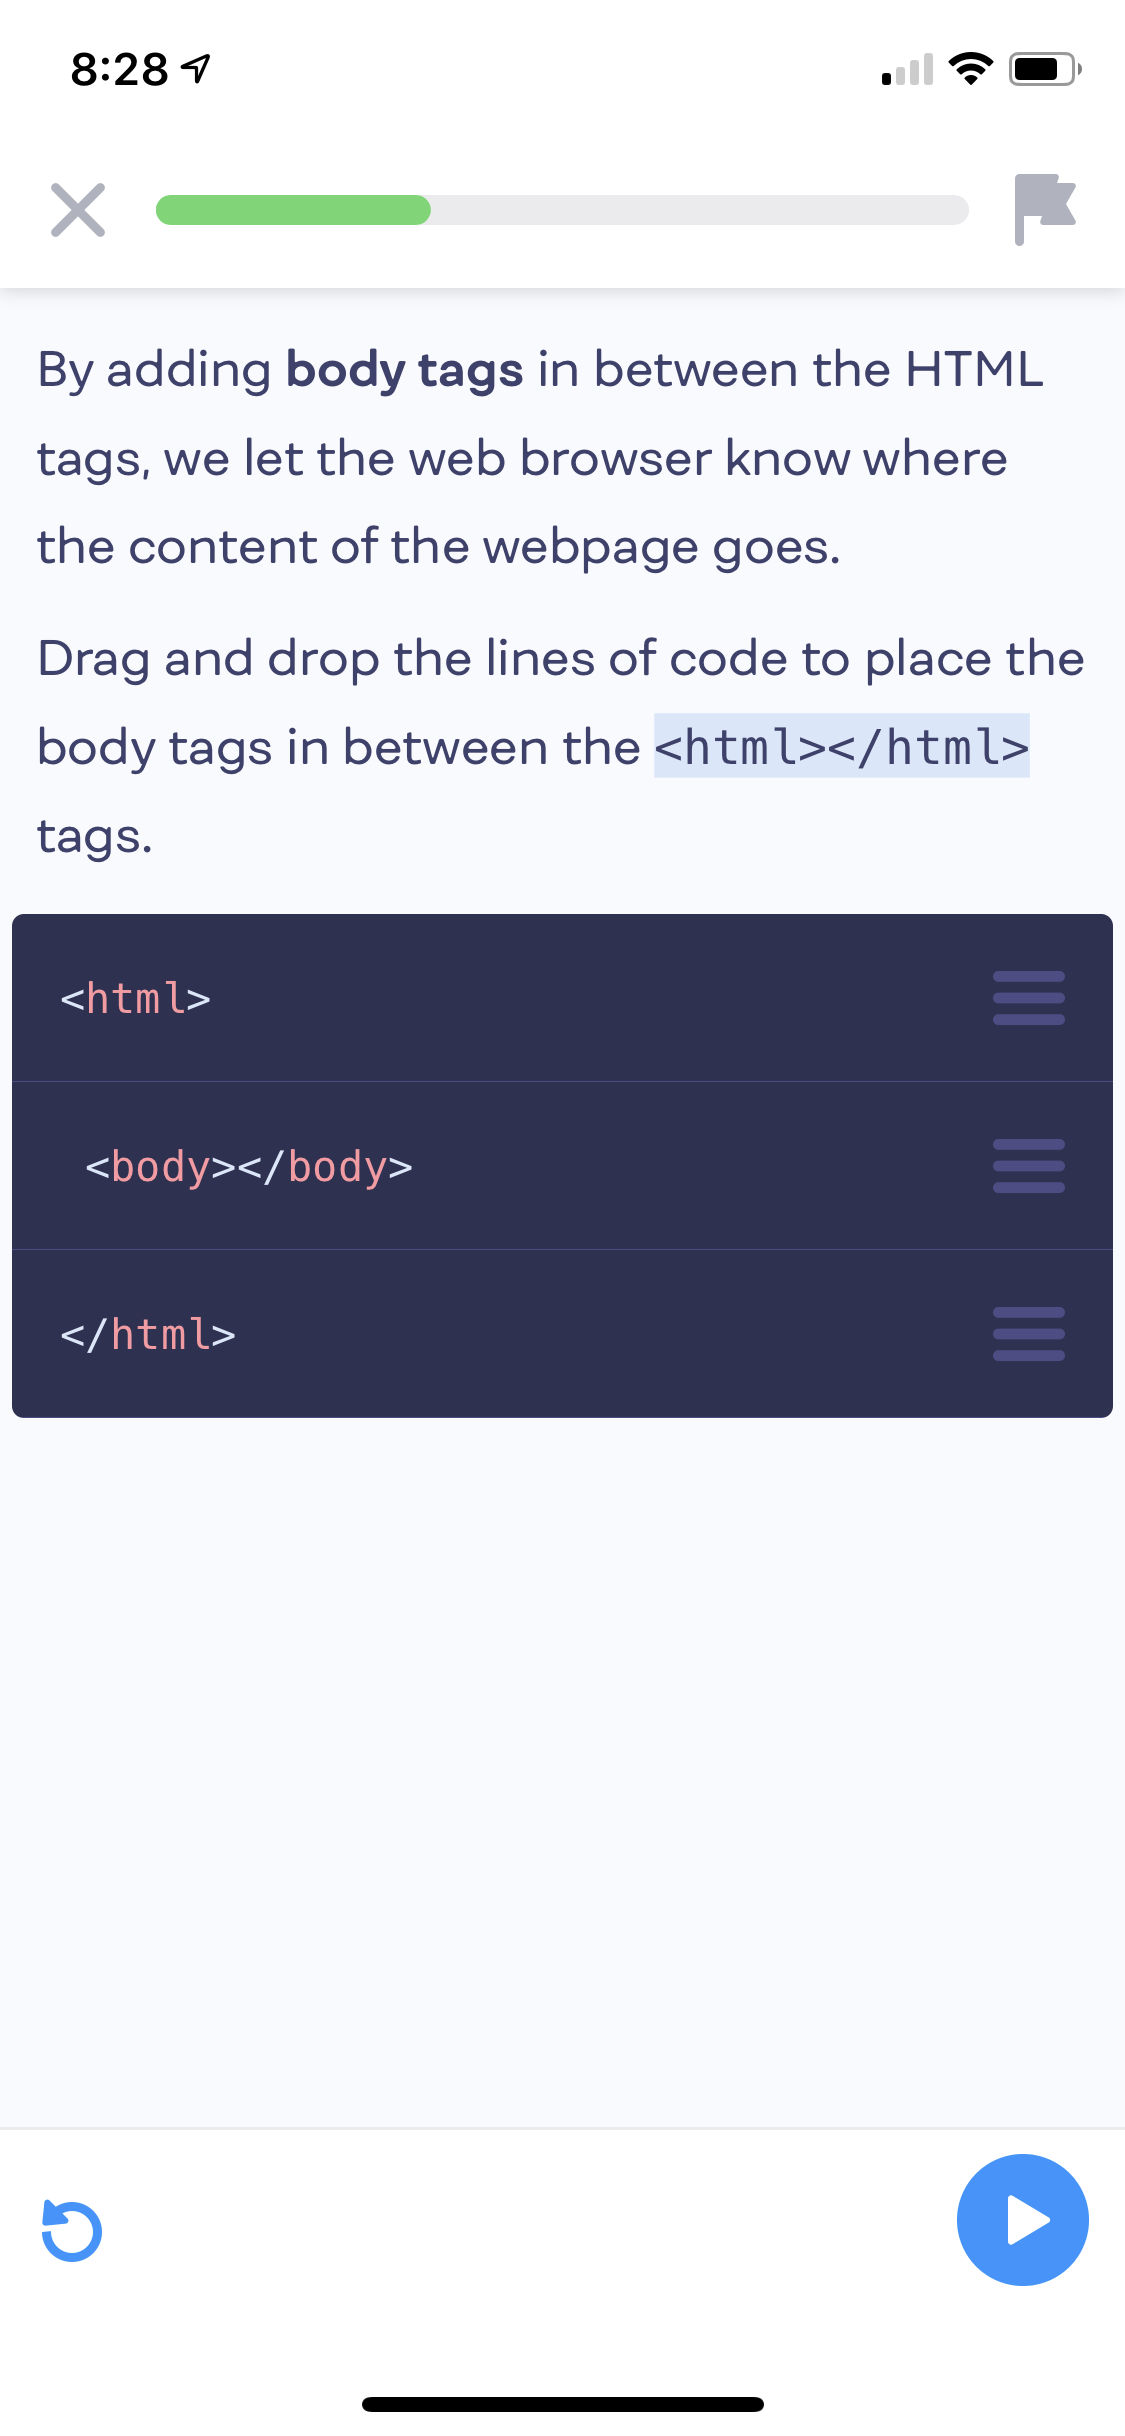 8:28
By adding body tags in between the HTML
tags, we let the web browser know where
the content of the webpage goes.
Drag and drop the lines of code to place the
body tags in between the <html></html>
tags.
<html>
<body></body>
</html>